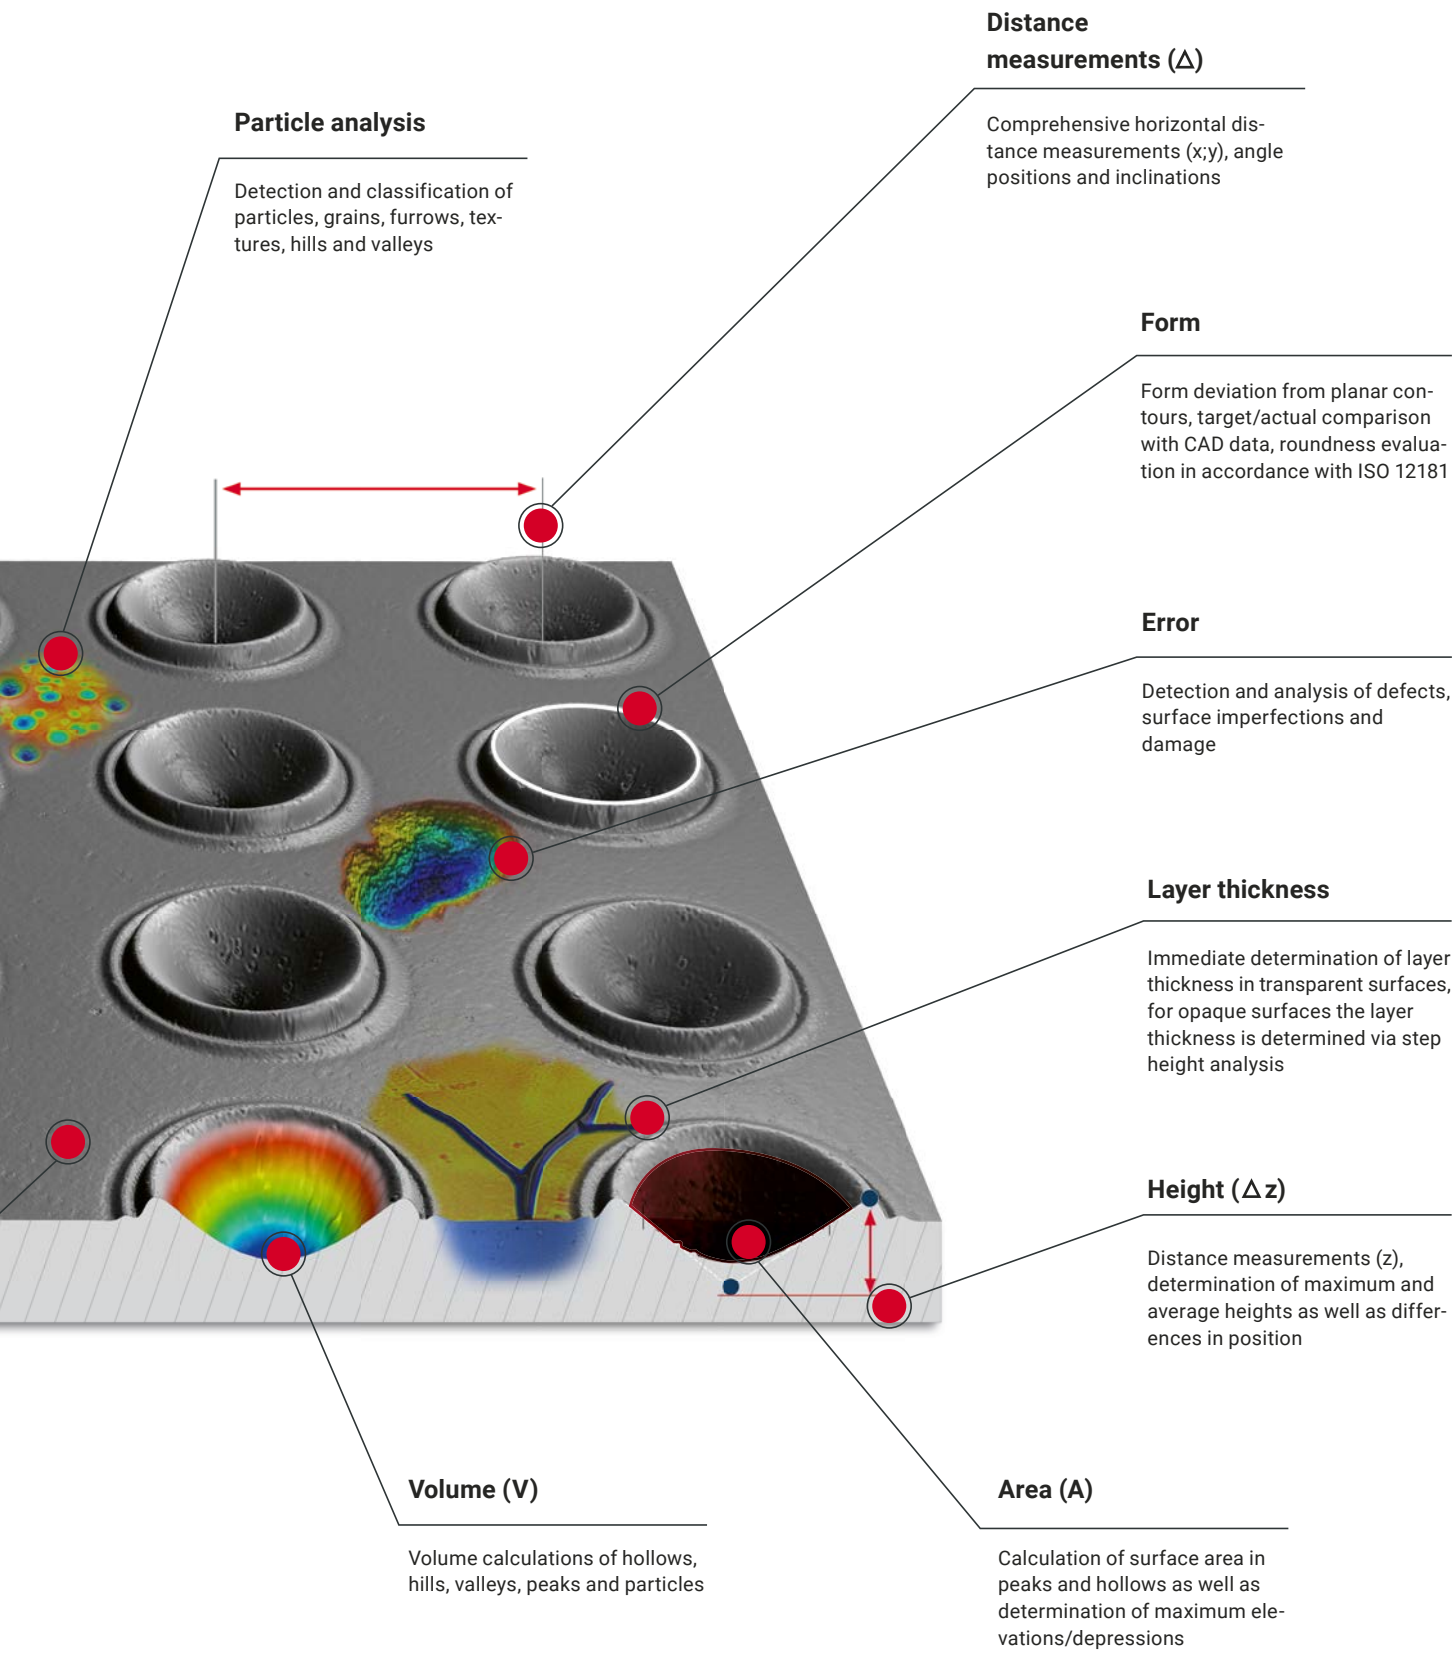 Distance
measurements (Δ)
Comprehensive horizontal dis-
tance measurements (x;y), angle
positions and inclinations
Particle analysis
Detection and classification of
particles, grains, furrows, tex-
tures, hills and valleys
Form
Form deviation from planar con-
tours, target/actual comparison
with CAD data, roundness evalua-
tion in accordance with ISO 12181
Error
Detection and analysis of defects,
surface imperfections and
damage
Layer thickness
Immediate determination of layer
thickness in transparent surfaces,
for opaque surfaces the layer
thickness is determined via step
height analysis
Height (Δ z)
Distance measurements (z),
determination of maximum and
average heights as well as differ-
ences in position
Volume (V)
Volume calculations of hollows,
hills, valleys, peaks and particles
Area (A)
Calculation of surface area in
peaks and hollows as well as
determination of maximum ele-
vations/depressions